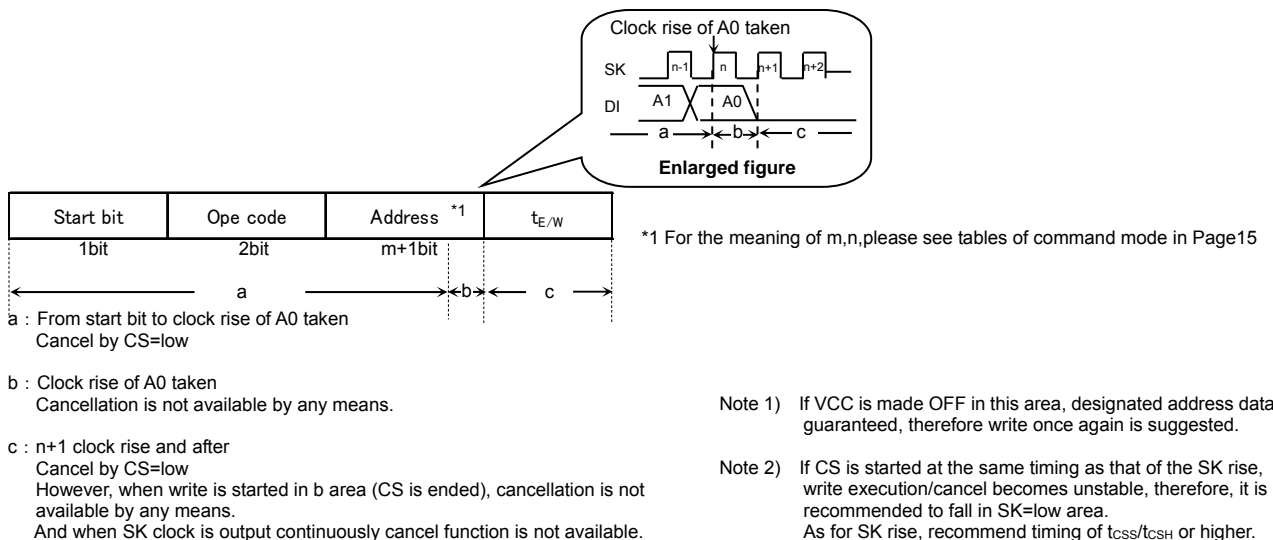 Clock rise of A0 taken
SK n-1 n n+1 n+2
DI A1 A0
a b c
Enlarged figure
Start bit Ope code Address *1 tE/W
1bit 2bit m+1bit
*1 For the meaning of m,n,please see tables of command mode in Page15
a b c
a : From start bit to clock rise of A0 taken
Cancel by CS=low
b : Clock rise of A0 taken
Cancellation is not available by any means.
c : n+1 clock rise and after
Cancel by CS=low
However, when write is started in b area (CS is ended), cancellation is not
available by any means.
And when SK clock is output continuously cancel function is not available.
Note 1) If VCC is made OFF in this area, designated address data
guaranteed, therefore write once again is suggested.
Note 2) If CS is started at the same timing as that of the SK rise,
write execution/cancel becomes unstable, therefore, it is
recommended to fall in SK=low area.
As for SK rise, recommend timing of tCSS/tCSH or higher.